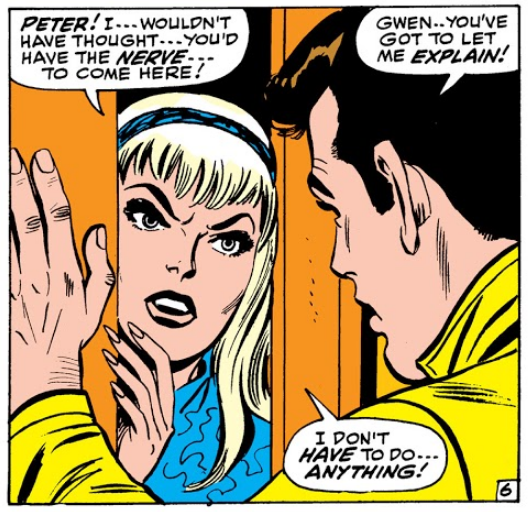 PETER! I---WOULDN'T
HAVE THOUGHT---YOU'D
HAVE THE NERVE---
TO COME HERE!
GWEN..YOU'VE
GOT TO LET
ME EXPLAIN!
I DON'T
HAVE TO DO---
ANYTHING!
6